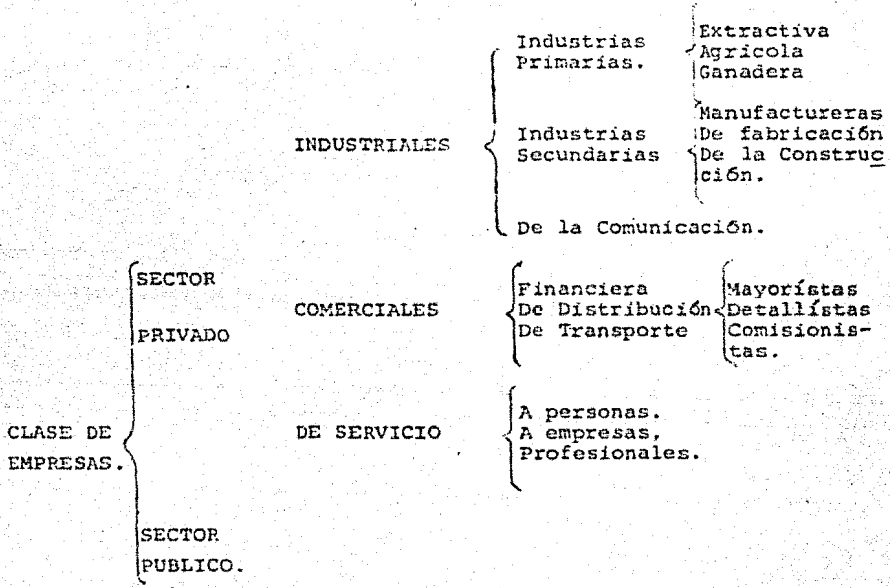 Industrias
Primarias.
Extractiva
Agrícola
Ganadera
INDUSTRIALES
Industrias
Secundarias
Manufactureras
De fabricación
De la Construc
ción.
De la Comunicación.
SECTOR
PRIVADO
COMERCIALES
Financiera
De Distribución
De Transporte
Mayorístas
Detallístas
Comisionis-
tas.
CLASE DE
EMPRESAS.
DE SERVICIO
A personas.
A empresas,
Profesionales.
SECTOR
PUBLICO.